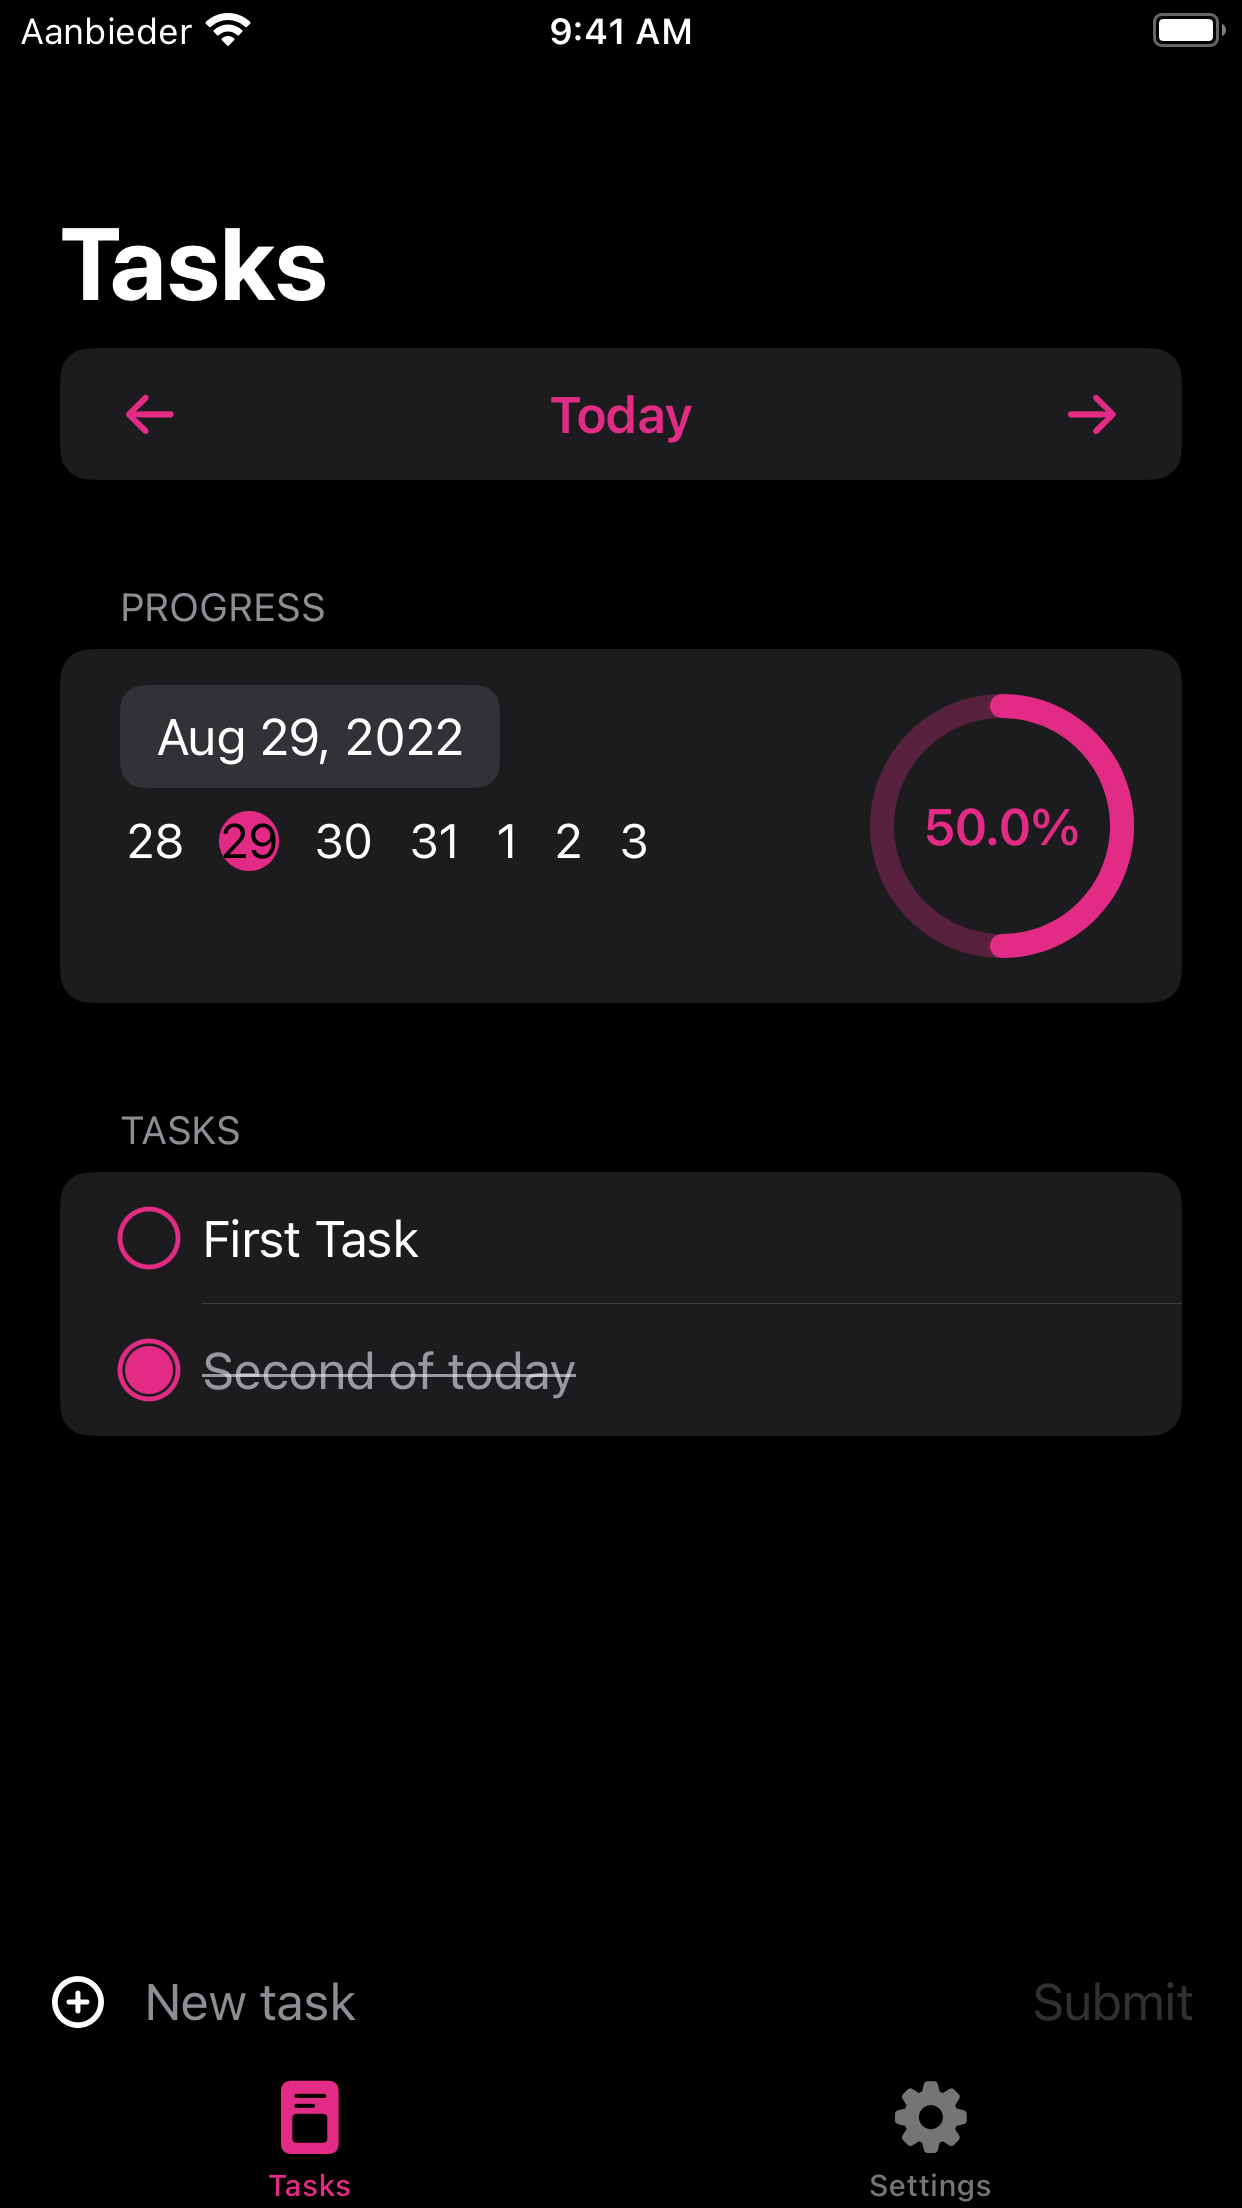 Aanbieder 9:41 AM
Tasks
Today
PROGRESS
Aug 29, 2022
28 29 30 31 1 2 3
50.0%
TASKS
First Task
Second of today
New task Submit
Tasks Settings